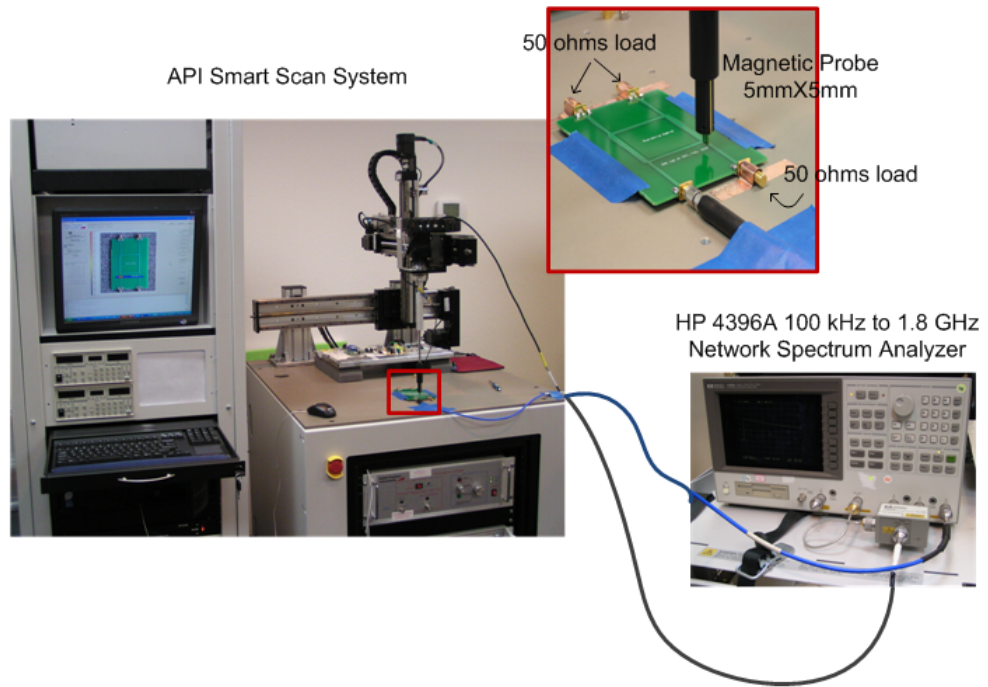 API Smart Scan System
50 ohms load
Magnetic Probe
5mmX5mm
50 ohms load
HP 4396A 100 kHz to 1.8 GHz
Network Spectrum Analyzer